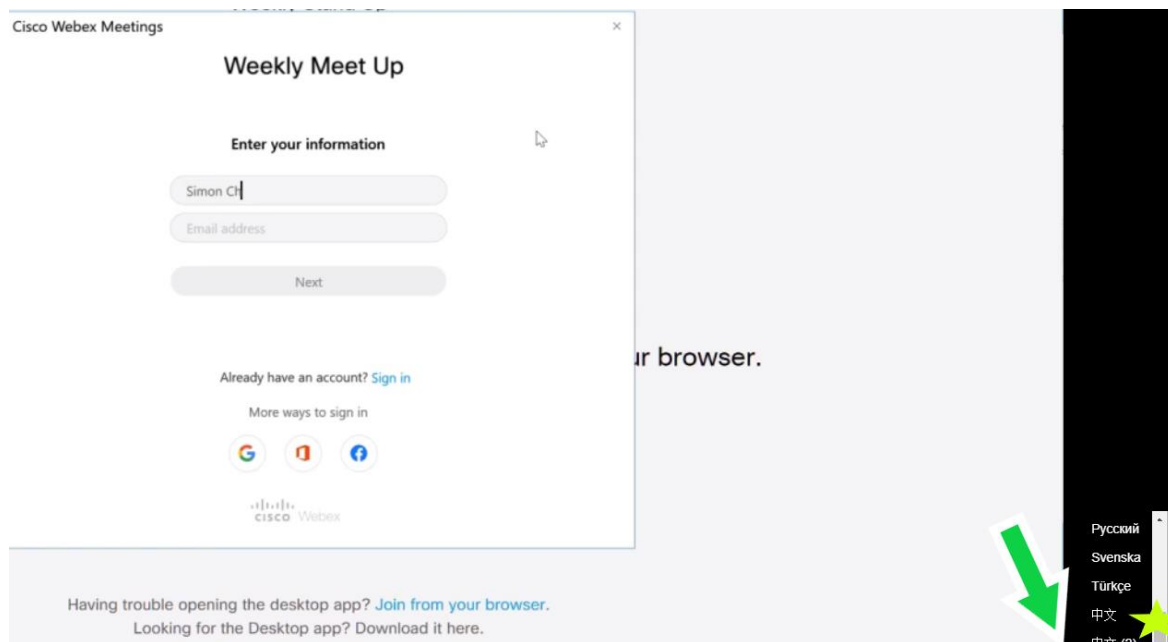 Cisco Webex Meetings
Weekly Meet Up
Enter your information
Simon Ch
Email address
Next
ur browser.
Already have an account? Sign in
More ways to sign in
cisco Webex
Having trouble opening the desktop app? Join from your browser.
Looking for the Desktop app? Download it here.
Русский
Svenska
Türkçe
中文